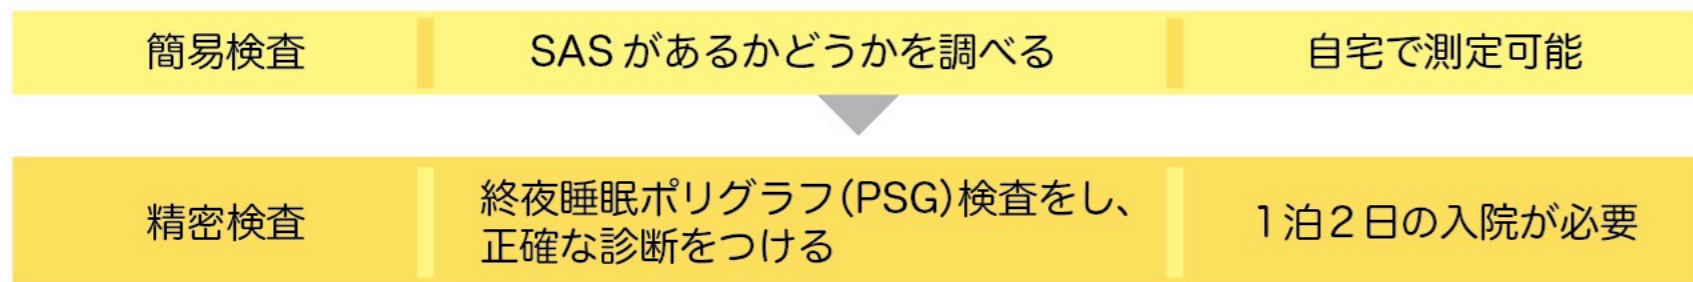 簡易検査
SASがあるかどうかを調べる
自宅で測定可能
精密検査
終夜睡眠ポリグラフ(PSG)検査をし、
正確な診断をつける
1泊2日の入院が必要